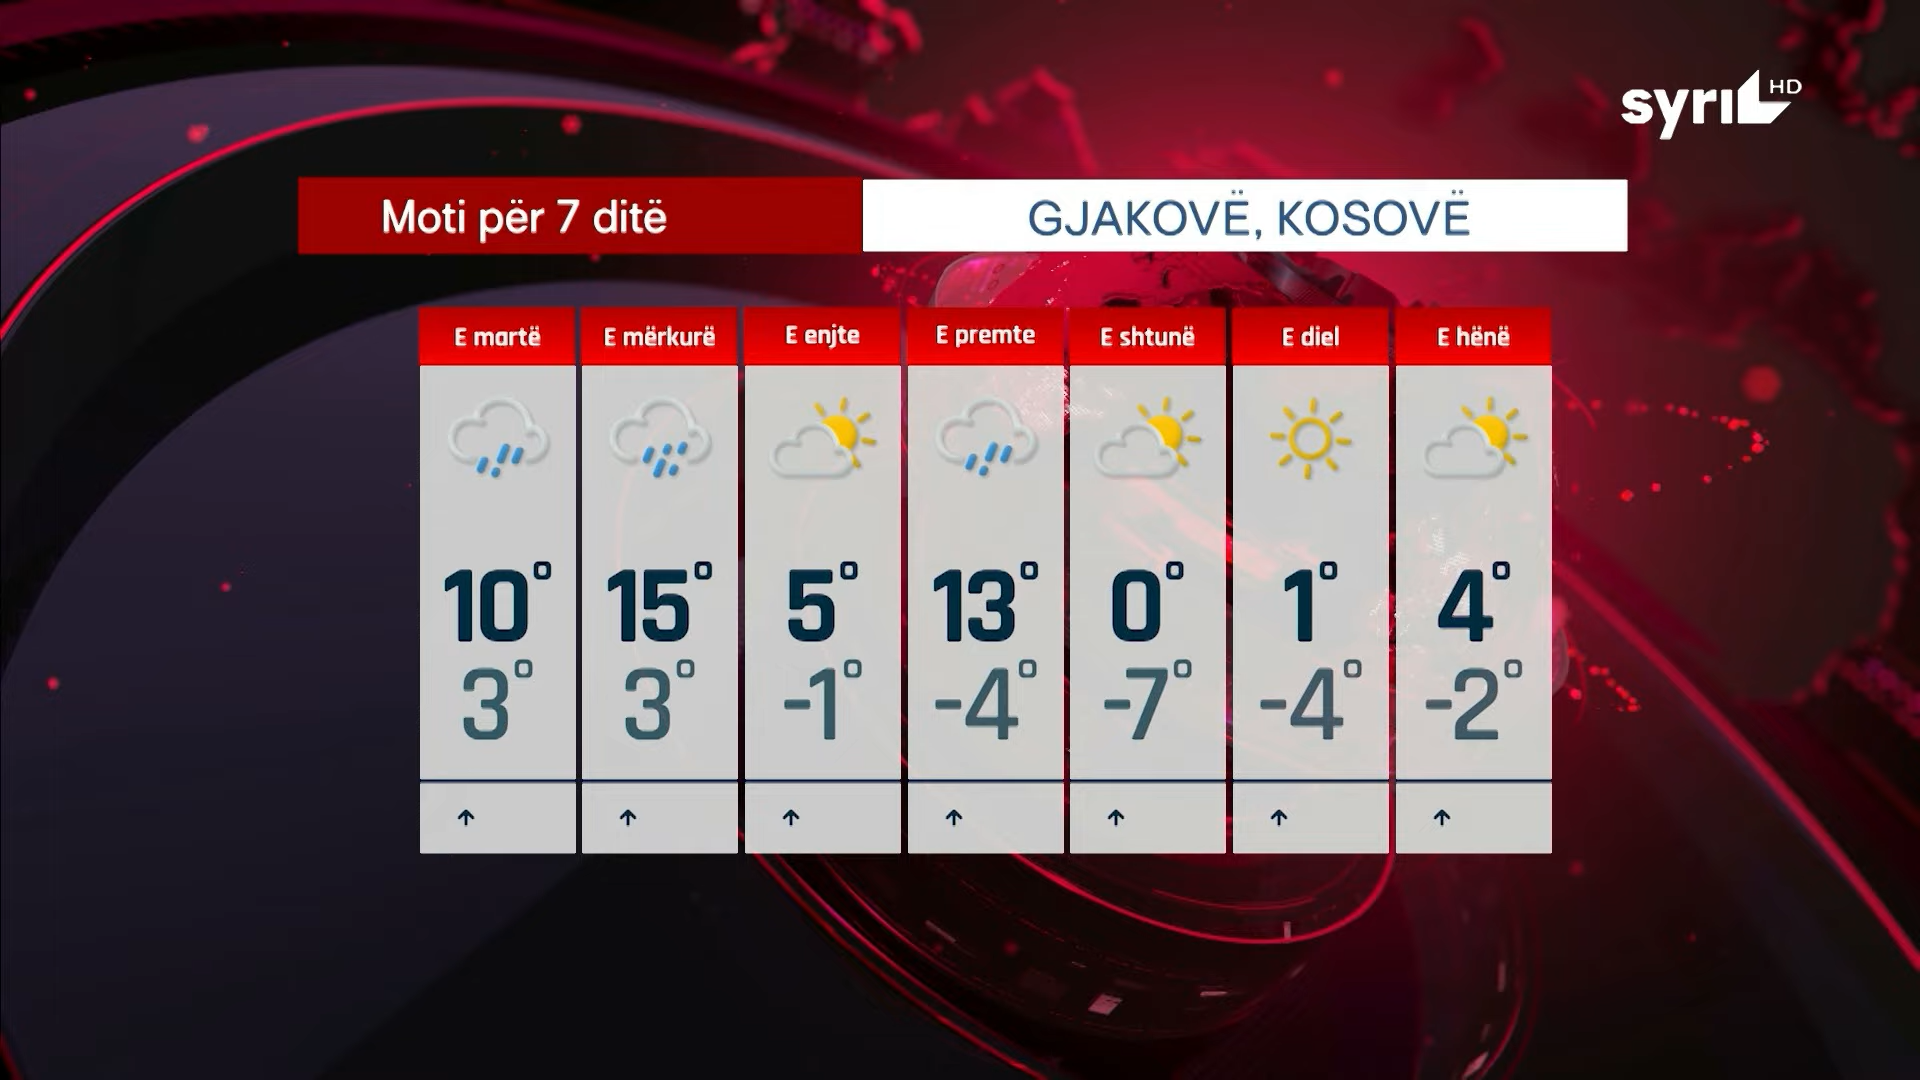 syri HD
Moti për 7 ditë
GJAKOVË, KOSOVË
E martë E mërkurë E enjte E premte E shtunë E diel E hënë
10° 15° 5° 13° 0° 1° 4°
3° 3° -1° -4° -7° -4° -2°
↑ ↑ ↑ ↑ ↑ ↑ ↑